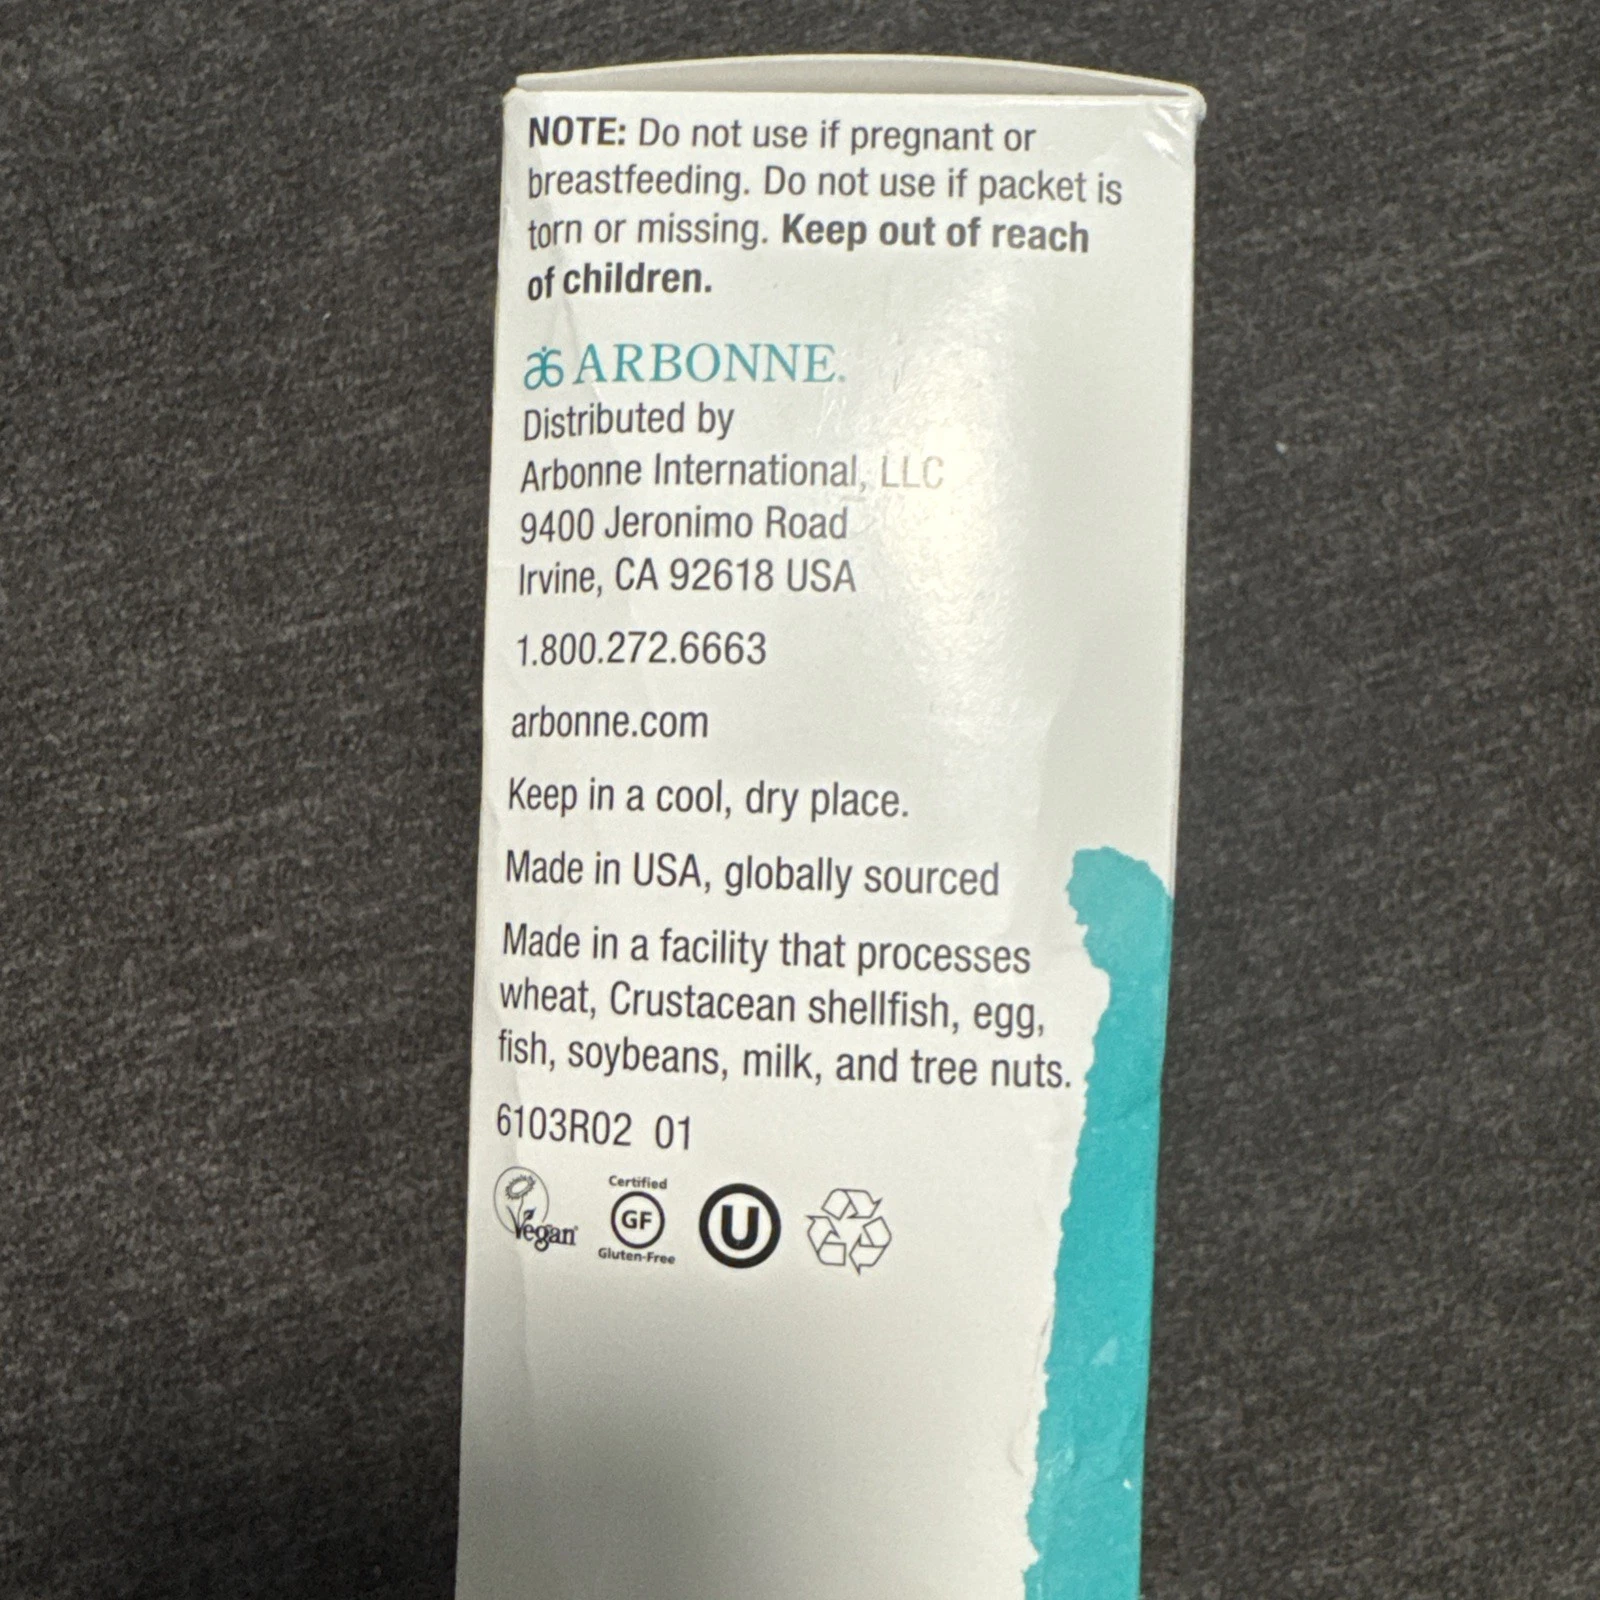 NOTE: Do not use if pregnant or
breastfeeding. Do not use if packet is
torn or missing. Keep out of reach
of children.
ARBONNE.
Distributed by
Arbonne International, LLC
9400 Jeronimo Road
Irvine, CA 92618 USA
1.800.272.6663
arbonne.com
Keep in a cool, dry place.
Made in USA, globally sourced
Made in a facility that processes
wheat, Crustacean shellfish, egg,
fish, soybeans, milk, and tree nuts.
6103R02 01
Vegan
Certified
GF
Gluten-Free
U